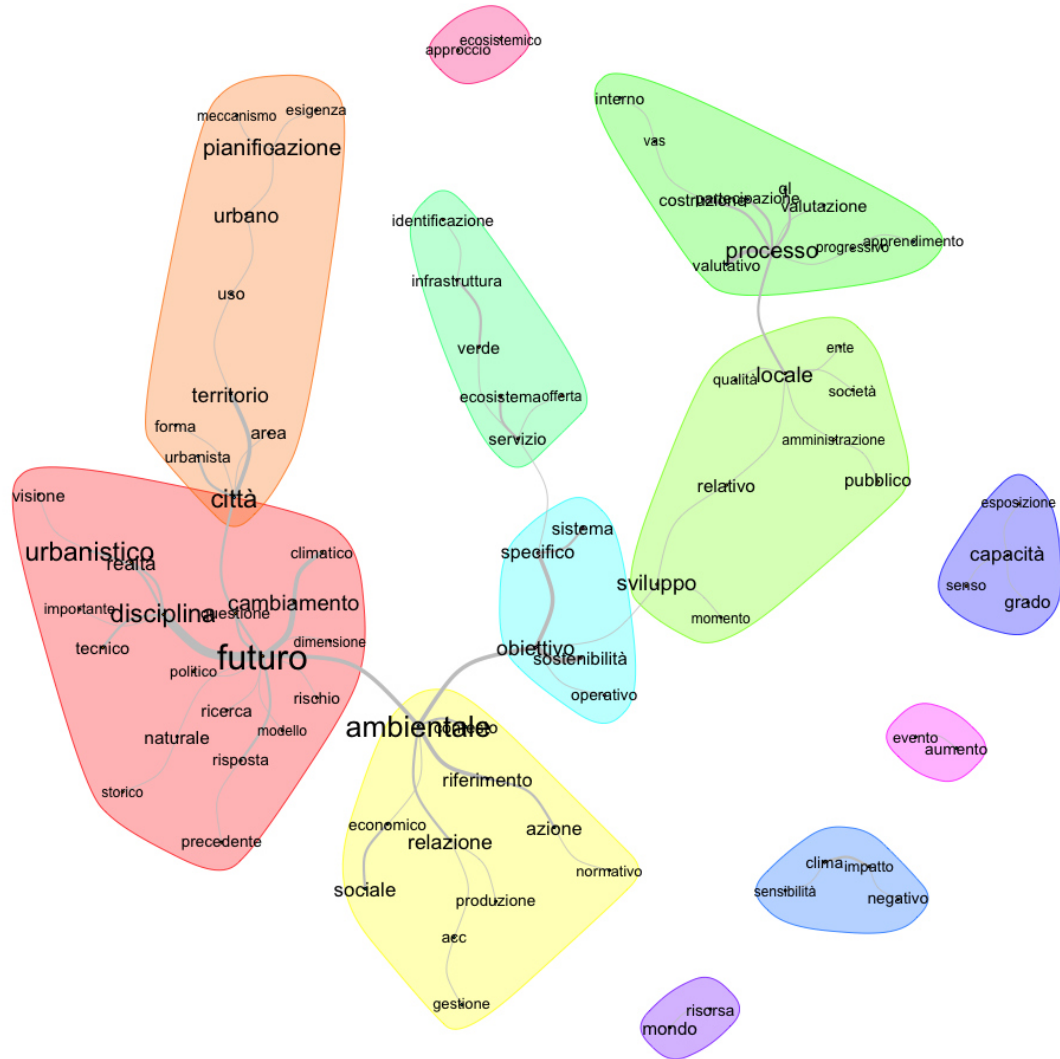 ecosistemico
approccio
meccanismo
esigenza
pianificazione
urbano
uso
territorio
forma
area
urbanista
città
identificazione
infrastruttura
verde
ecosistema
offerta
servizio
interno
vas
ql
partecipazione
costruzione
valutazione
processo
progressivo
apprendimento
valutativo
ente
qualità
locale
società
amministrazione
relativo
pubblico
sviluppo
momento
visione
urbanistico
realtà
climatico
importante
disciplina
questione
cambiamento
tecnico
dimensione
futuro
politico
rischio
ricerca
modello
naturale
risposta
storico
precedente
sistema
specifico
obiettivo
sostenibilità
operativo
ambientale
contesto
riferimento
economico
azione
relazione
normativo
sociale
produzione
acc
gestione
esposizione
capacità
senso
grado
evento
aumento
clima
impatto
sensibilità
negativo
risorsa
mondo